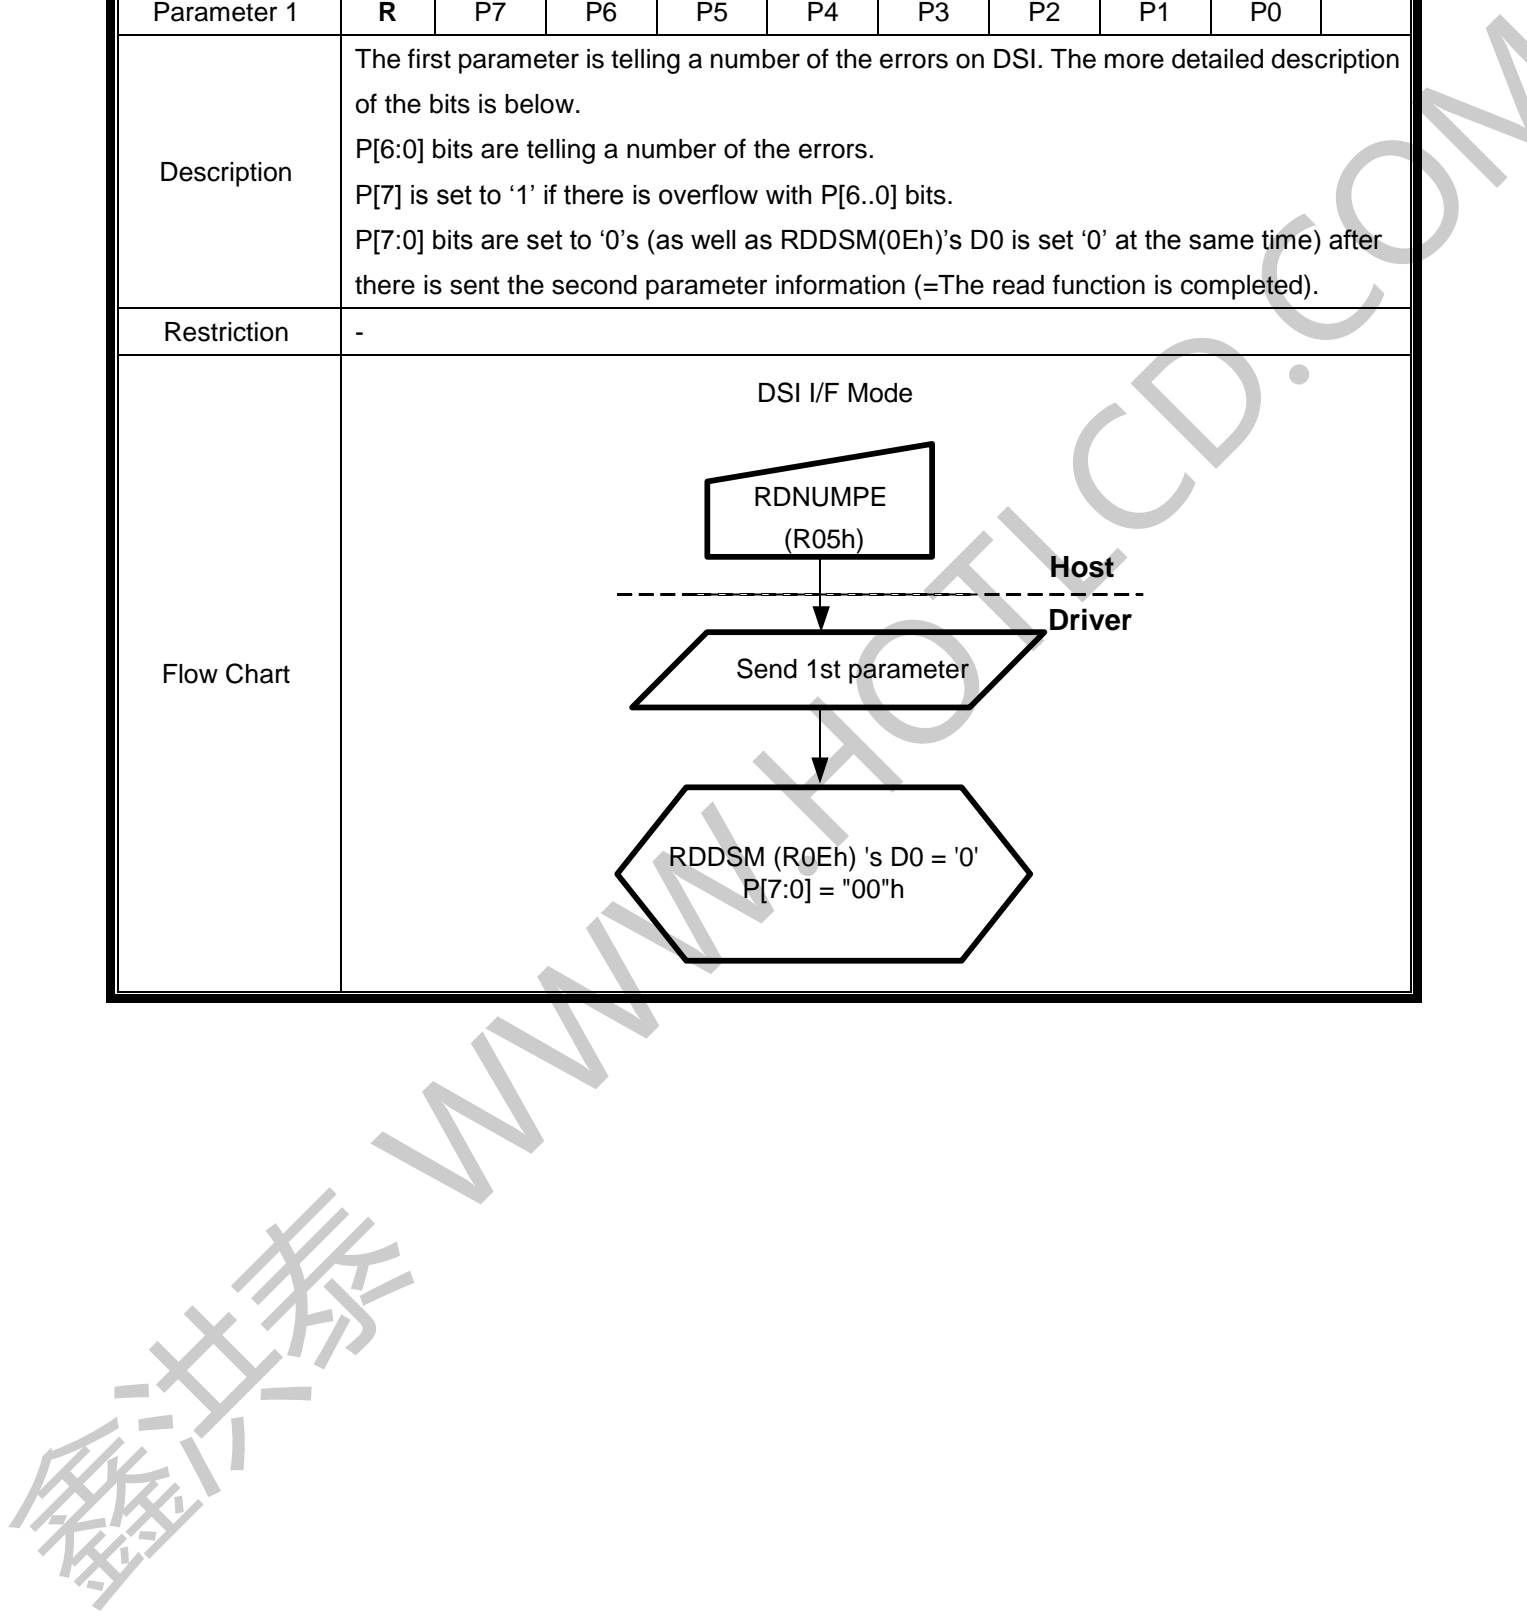 Parameter 1 R P7 P6 P5 P4 P3 P2 P1 P0
The first parameter is telling a number of the errors on DSI. The more detailed description
of the bits is below.
P[6:0] bits are telling a number of the errors.
Description
P[7] is set to ‘1’ if there is overflow with P[6..0] bits.
P[7:0] bits are set to ‘0’s (as well as RDDSM(0Eh)’s D0 is set ‘0’ at the same time) after
there is sent the second parameter information (=The read function is completed).
Restriction -
DSI I/F Mode
RDNUMPE
(R05h)
Host
Driver
Flow Chart
Send 1st parameter
RDDSM (R0Eh) 's D0 = '0'
P[7:0] = "00"h
鑫洪泰 WWW.HOTLCD.COM